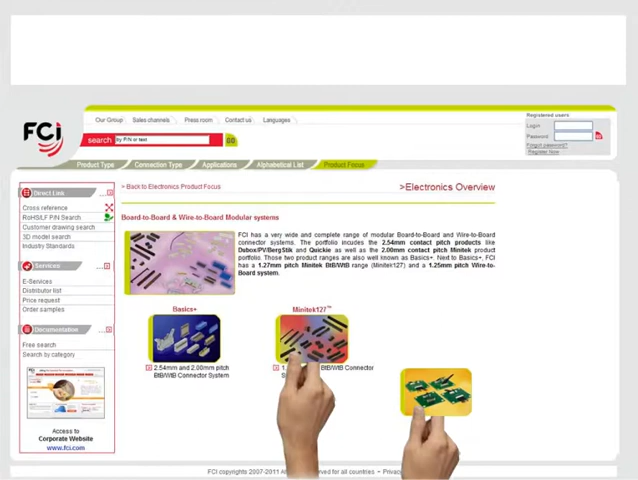 FCi
Our Group
Sales channels
Press room
Contact us
Languages
Registered users:
Login
Password
Forgot password?
Register Now
search
by P/N or text
GO
Product Type
Connection Type
Applications
Alphabetical List
Product Focus
Direct Link
Cross reference
RoHS/LF P/N Search
Customer drawing search
3D model search
Industry Standards
Services
E-Services
Distributor list
Price request
Order samples
Documentation
Free search
Search by category
Access to
Corporate Website
www.fci.com
> Back to Electronics Product Focus
>Electronics Overview
Board-to-Board & Wire-to-Board Modular systems
FCI has a very wide and complete range of modular Board-to-Board and Wire-to-Board
connector systems. The portfolio incudes the 2.54mm contact pitch products like
Dubox/PV/BergStik and Quickie as well as the 2.00mm contact pitch Minitek product
portfolio. Those two product ranges are also well known as Basics+. Next to Basics+, FCI
has a 1.27mm pitch Minitek BtB/WtB range (Minitek127) and a 1.25mm pitch Wire-to-
Board system.
Basics+
2.54mm and 2.00mm pitch
BtB/WtB Connector System
Minitek127™
BtB/WtB Connector
FCI copyrights 2007-2011 All reserved for all countries • Privacy